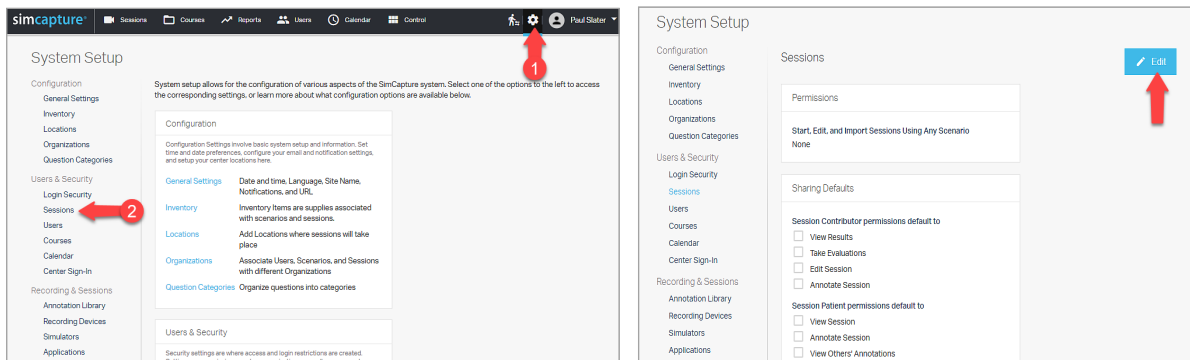 simcapture Sessions Courses Reports Users Calendar Control Paul Slater
1
System Setup
Configuration
General Settings
Inventory
Locations
Organizations
Question Categories
Users & Security
Login Security
Sessions
2
Users
Courses
Calendar
Center Sign-In
Recording & Sessions
Annotation Library
Recording Devices
Simulators
Applications
System setup allows for the configuration of various aspects of the SimCapture system. Select one of the options to the left to access
the corresponding settings, or learn more about what configuration options are available below.
Configuration
Configuration Settings involve basic system setup and information. Set
time and date preferences, configure your email and notification settings,
and setup your center locations here.
General Settings Date and time, Language, Site Name,
Notifications, and URL
Inventory Inventory Items are supplies associated
with scenarios and sessions.
Locations Add Locations where sessions will take
place
Organizations Associate Users, Scenarios, and Sessions
with different Organizations
Question Categories Organize questions into categories
Users & Security
Security settings are where access and login restrictions are created.
System Setup
Configuration
General Settings
Inventory
Locations
Organizations
Question Categories
Users & Security
Login Security
Sessions
Users
Courses
Calendar
Center Sign-In
Recording & Sessions
Annotation Library
Recording Devices
Simulators
Applications
Sessions
Edit
Permissions
Start, Edit, and Import Sessions Using Any Scenario
None
Sharing Defaults
Session Contributor permissions default to
View Results
Take Evaluations
Edit Session
Annotate Session
Session Patient permissions default to
View Session
Annotate Session
View Others' Annotations